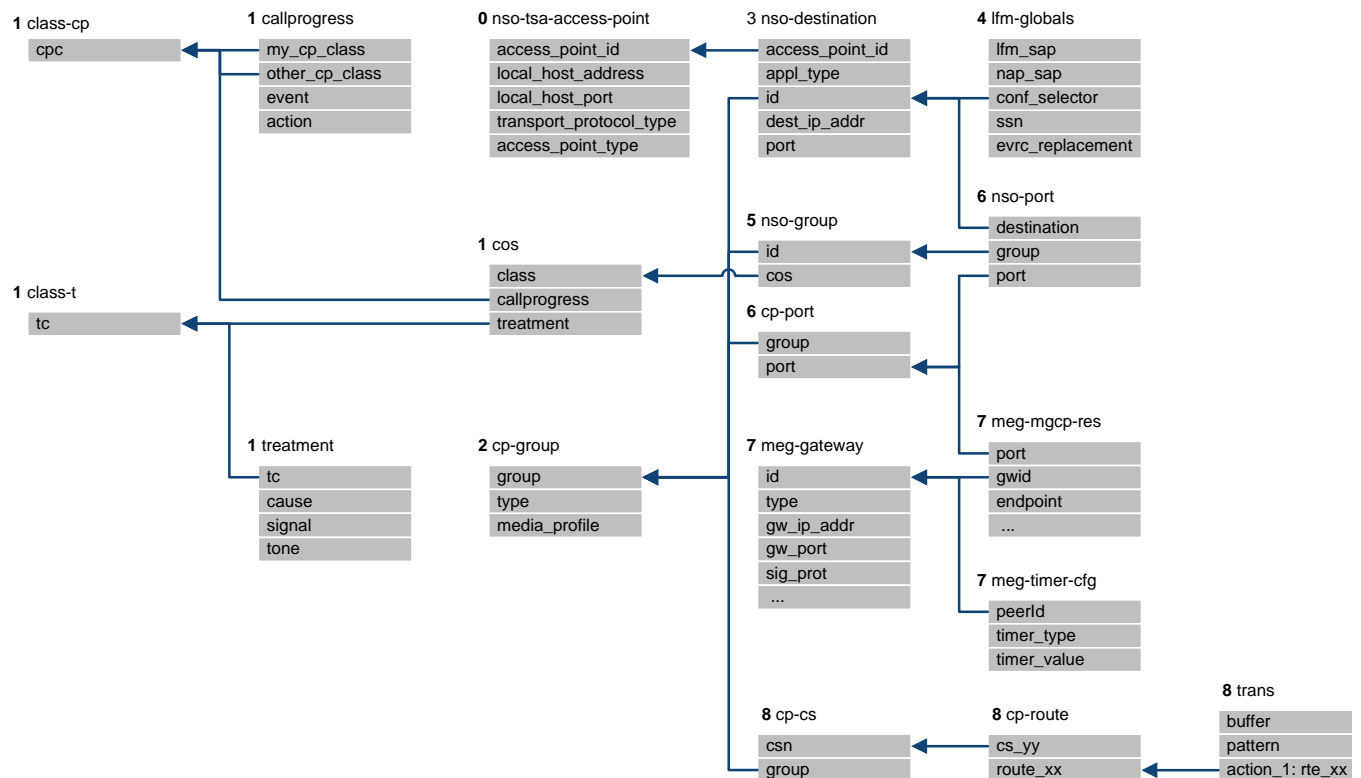 1 class-cp
cpc
1 callprogress
my_cp_class
other_cp_class
event
action
0 nso-tsa-access-point
access_point_id
local_host_address
local_host_port
transport_protocol_type
access_point_type
3 nso-destination
access_point_id
appl_type
id
dest_ip_addr
port
4 lfm-globals
lfm_sap
nap_sap
conf_selector
ssn
evrc_replacement
1 class-t
tc
1 cos
class
callprogress
treatment
5 nso-group
id
cos
6 nso-port
destination
group
port
6 cp-port
group
port
1 treatment
tc
cause
signal
tone
2 cp-group
group
type
media_profile
7 meg-gateway
id
type
gw_ip_addr
gw_port
sig_prot
...
7 meg-mgcp-res
port
gwid
endpoint
...
7 meg-timer-cfg
peerId
timer_type
timer_value
8 cp-cs
csn
group
8 cp-route
cs_yy
route_xx
8 trans
buffer
pattern
action_1: rte_xx